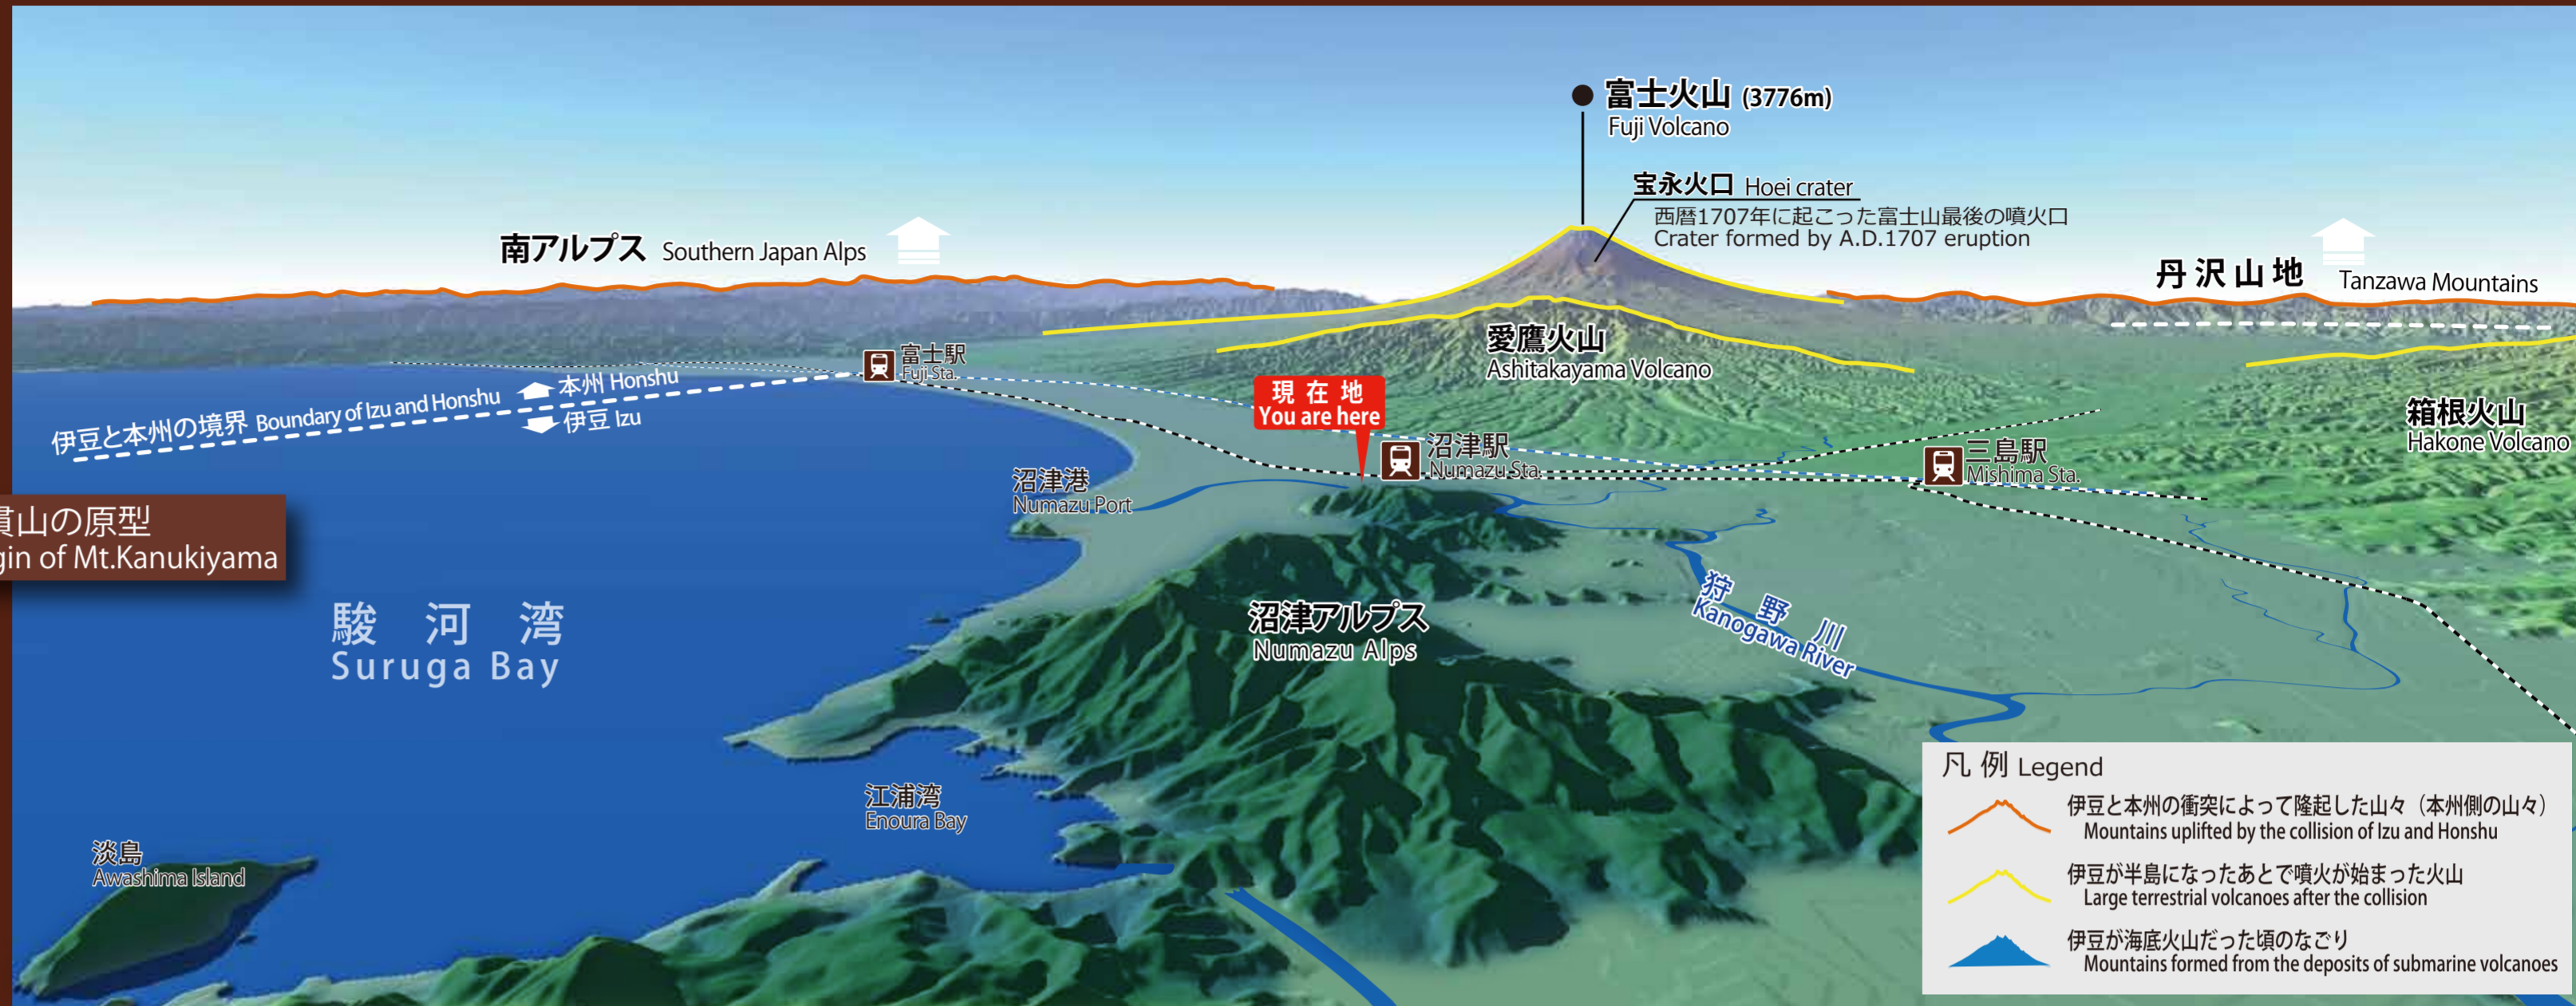 富士火山 (3776m)
Fuji Volcano
宝永火口 Hoei crater
西暦1707年に起こった富士山最後の噴火口
Crater formed by A.D.1707 eruption
南アルプス Southern Japan Alps
丹沢山地 Tanzawa Mountains
愛鷹火山
Ashitakayama Volcano
富士駅
Fuji Sta.
伊豆と本州の境界 Boundary of Izu and Honshu
本州 Honshu
伊豆 Izu
現在地
You are here
沼津駅
Numazu Sta.
三島駅
Mishima Sta.
箱根火山
Hakone Volcano
沼津港
Numazu Port
貫山の原型
gin of Mt.Kanukiyama
駿河湾
Suruga Bay
沼津アルプス
Numazu Alps
狩野川
Kanogawa River
江浦湾
Enoura Bay
淡島
Awashima Island
凡例 Legend
伊豆と本州の衝突によって隆起した山々（本州側の山々）
Mountains uplifted by the collision of Izu and Honshu
伊豆が半島になったあとで噴火が始まった火山
Large terrestrial volcanoes after the collision
伊豆が海底火山だった頃のなごり
Mountains formed from the deposits of submarine volcanoes